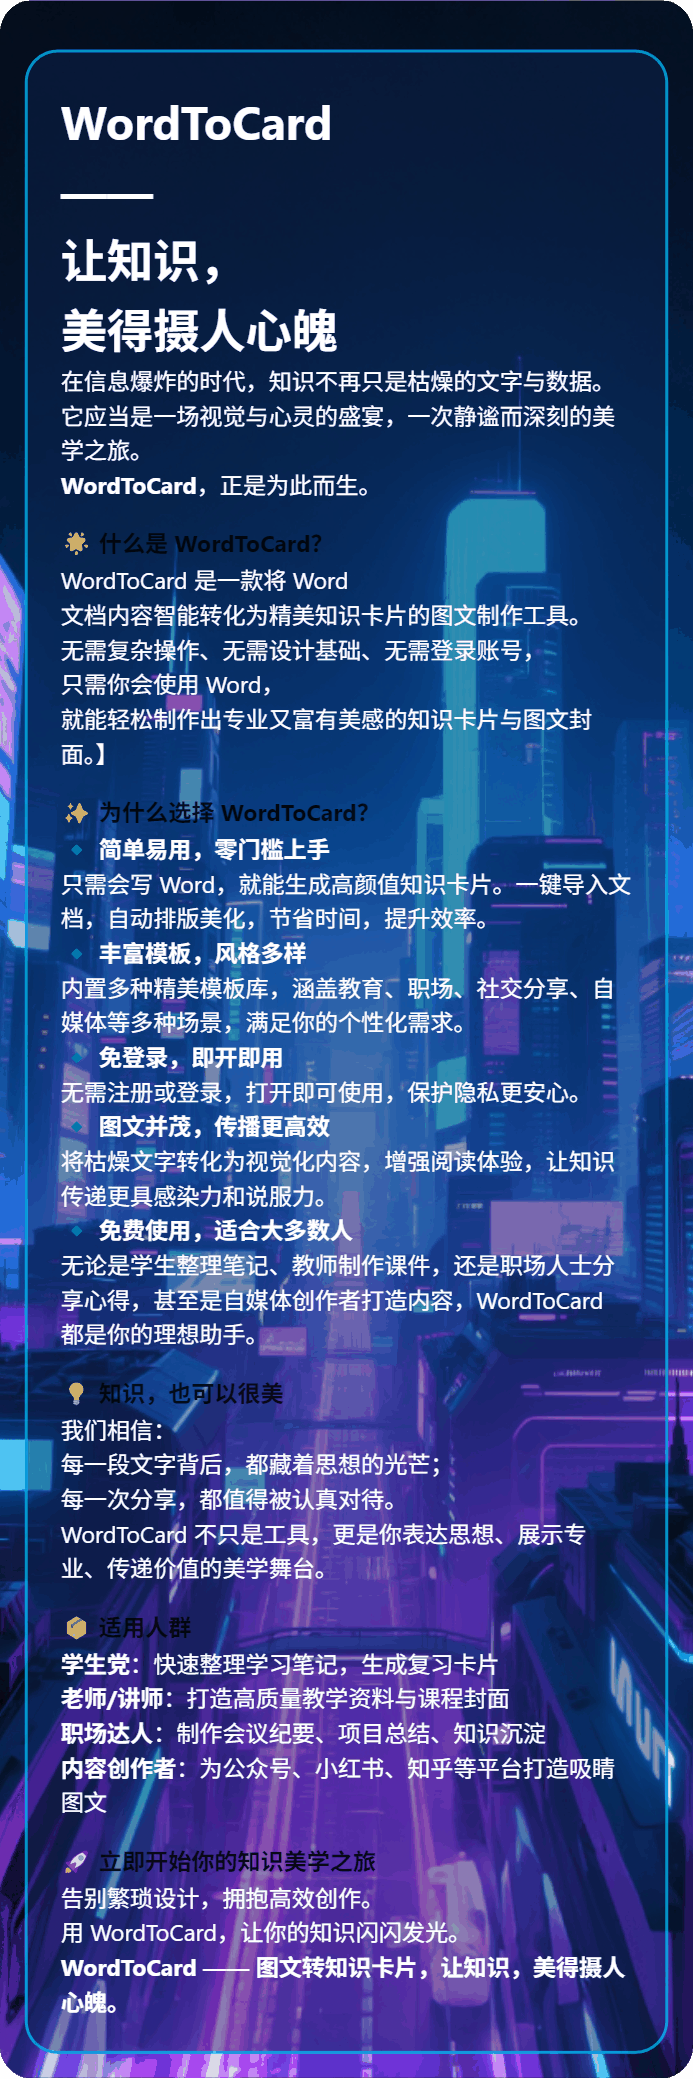 WordToCard
——
让知识，
美得摄人心魄
在信息爆炸的时代，知识不再只是枯燥的文字与数据。
它应当是一场视觉与心灵的盛宴，一次静谧而深刻的美
学之旅。
WordToCard，正是为此而生。
🌟 什么是 WordToCard？
WordToCard 是一款将 Word
文档内容智能转化为精美知识卡片的图文制作工具。
无需复杂操作、无需设计基础、无需登录账号，
只需你会使用 Word，
就能轻松制作出专业又富有美感的知识卡片与图文封
面。】
✨ 为什么选择 WordToCard？
🔹 简单易用，零门槛上手
只需会写 Word，就能生成高颜值知识卡片。一键导入文
档，自动排版美化，节省时间，提升效率。
🔹 丰富模板，风格多样
内置多种精美模板库，涵盖教育、职场、社交分享、自
媒体等多种场景，满足你的个性化需求。
🔹 免登录，即开即用
无需注册或登录，打开即可使用，保护隐私更安心。
🔹 图文并茂，传播更高效
将枯燥文字转化为视觉化内容，增强阅读体验，让知识
传递更具感染力和说服力。
🔹 免费使用，适合大多数人
无论是学生整理笔记、教师制作课件，还是职场人士分
享心得，甚至是自媒体创作者打造内容，WordToCard
都是你的理想助手。
💡 知识，也可以很美
我们相信：
每一段文字背后，都藏着思想的光芒；
每一次分享，都值得被认真对待。
WordToCard 不只是工具，更是你表达思想、展示专
业、传递价值的美学舞台。
📦 适用人群
学生党：快速整理学习笔记，生成复习卡片
老师/讲师：打造高质量教学资料与课程封面
职场达人：制作会议纪要、项目总结、知识沉淀
内容创作者：为公众号、小红书、知乎等平台打造吸睛
图文
🚀 立即开始你的知识美学之旅
告别繁琐设计，拥抱高效创作。
用 WordToCard，让你的知识闪闪发光。
WordToCard —— 图文转知识卡片，让知识，美得摄人
心魄。